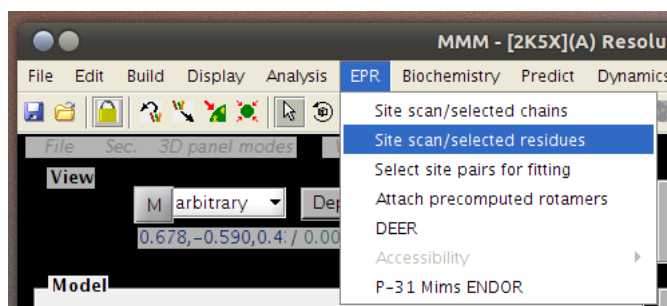 MMM - [2K5X](A) Resolu
File Edit Build Display Analysis EPR Biochemistry Predict Dynamics
Site scan/selected chains
Site scan/selected residues
Select site pairs for fitting
Attach precomputed rotamers
DEER
Accessibility
P-31 Mims ENDOR
File Sec. 3D panel modes
View
M arbitrary
0.678,-0.590,0.4 / 0.00
Model